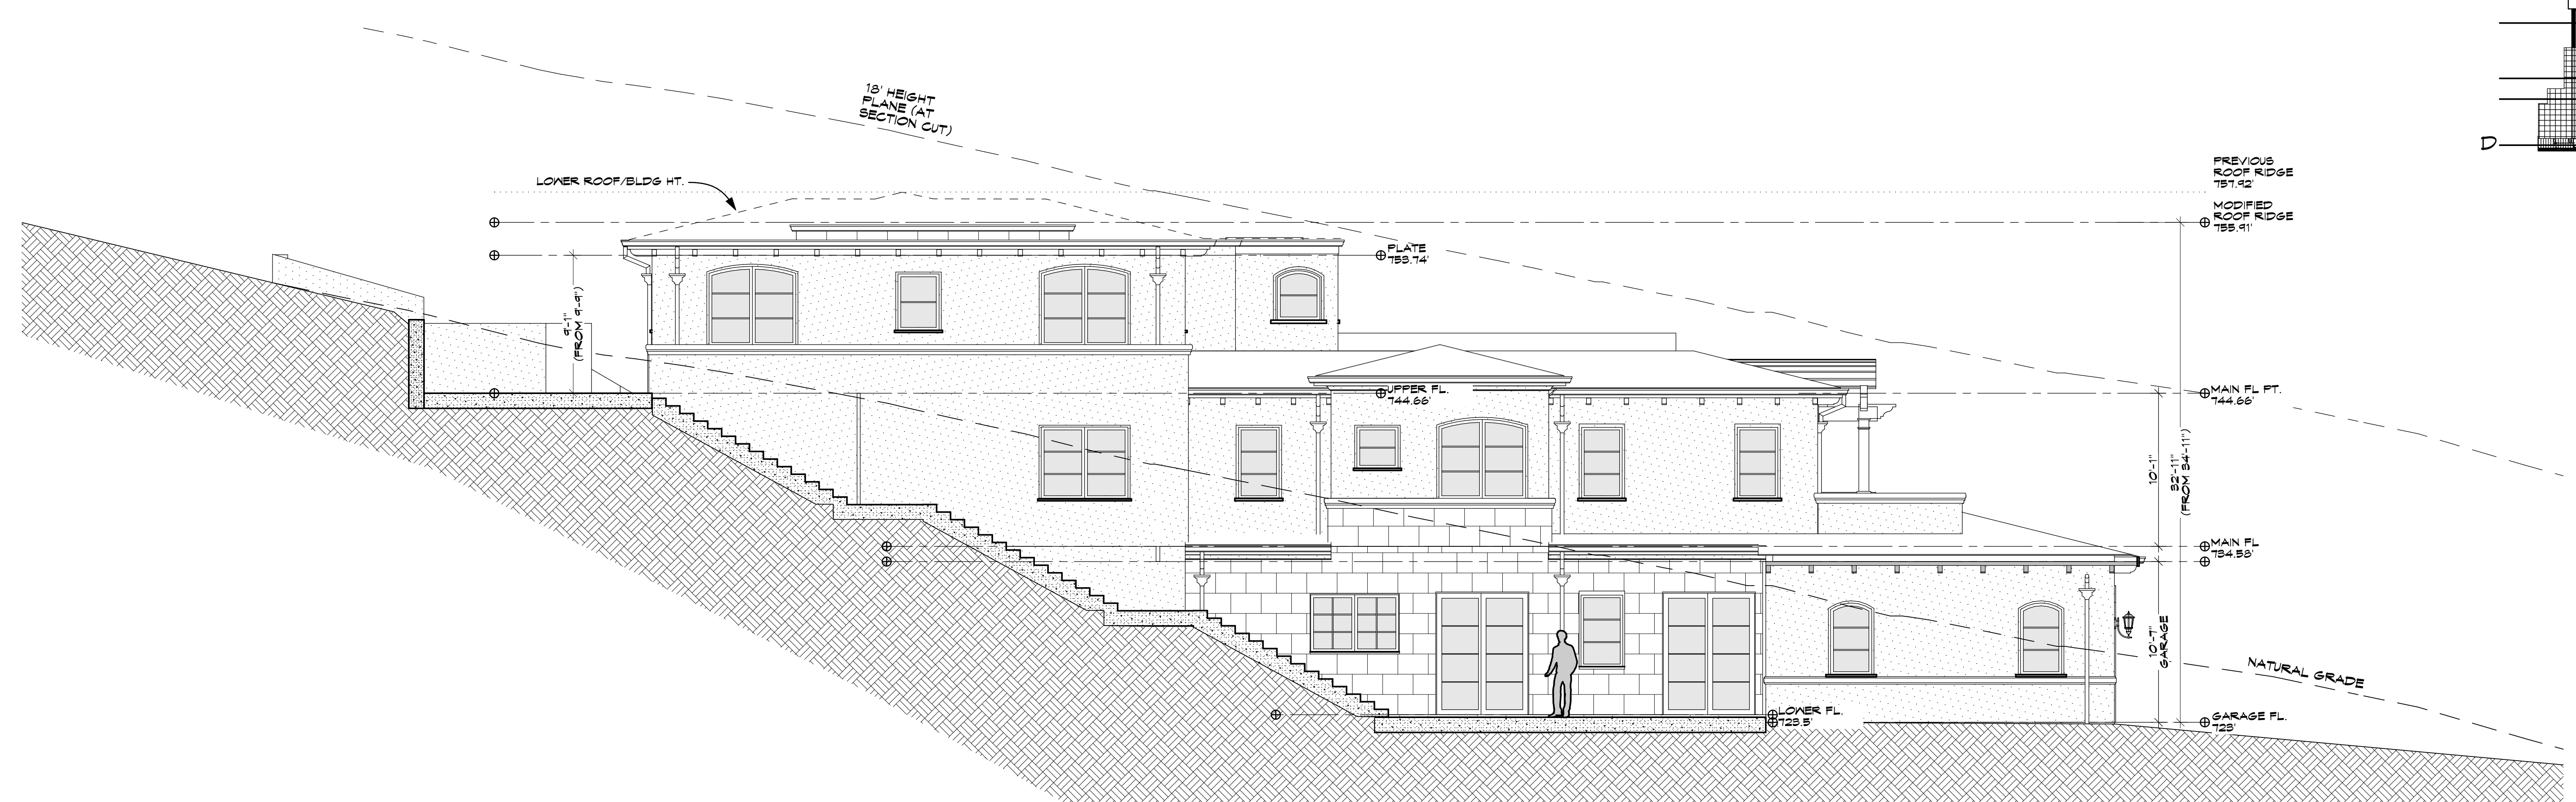 18' HEIGHT
PLANE (AT
SECTION CUT)
D
PREVIOUS
ROOF RIDGE
757.92'
LOWER ROOF/BLDG HT.
MODIFIED
ROOF RIDGE
755.91'
PLATE
753.74'
9'-1"
(FROM 9'-9")
UPPER FL.
744.66'
MAIN FL PT.
744.66'
10'-1"
32'-11"
(FROM 34'-11")
MAIN FL
734.58'
10'-7"
GARAGE
NATURAL GRADE
LOWER FL.
723.5'
GARAGE FL.
723'